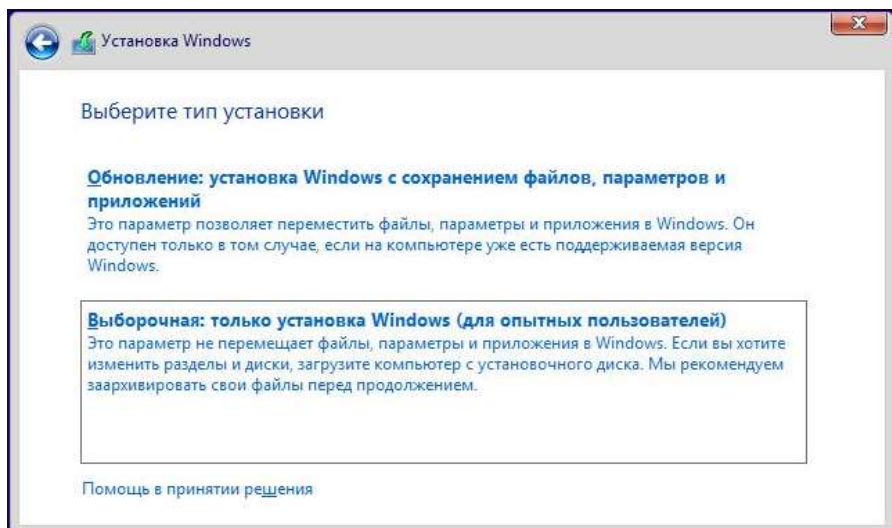 Установка Windows
Выберите тип установки
Обновление: установка Windows с сохранением файлов, параметров и
приложений
Это параметр позволяет переместить файлы, параметры и приложения в Windows. Он
доступен только в том случае, если на компьютере уже есть поддерживаемая версия
Windows.
Выборочная: только установка Windows (для опытных пользователей)
Это параметр не перемещает файлы, параметры и приложения в Windows. Если вы хотите
изменить разделы и диски, загрузите компьютер с установочного диска. Мы рекомендуем
заархивировать свои файлы перед продолжением.
Помощь в принятии решения